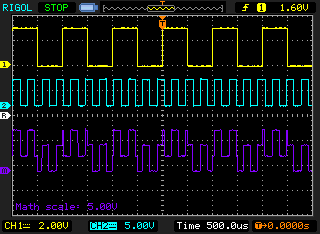 RIGOL STOP T f 1 1.60V
T
1
2
R
M
Math scale: 5.00V
CH1 2.00V CH2 5.00V Time 500.0us T→0.0000s